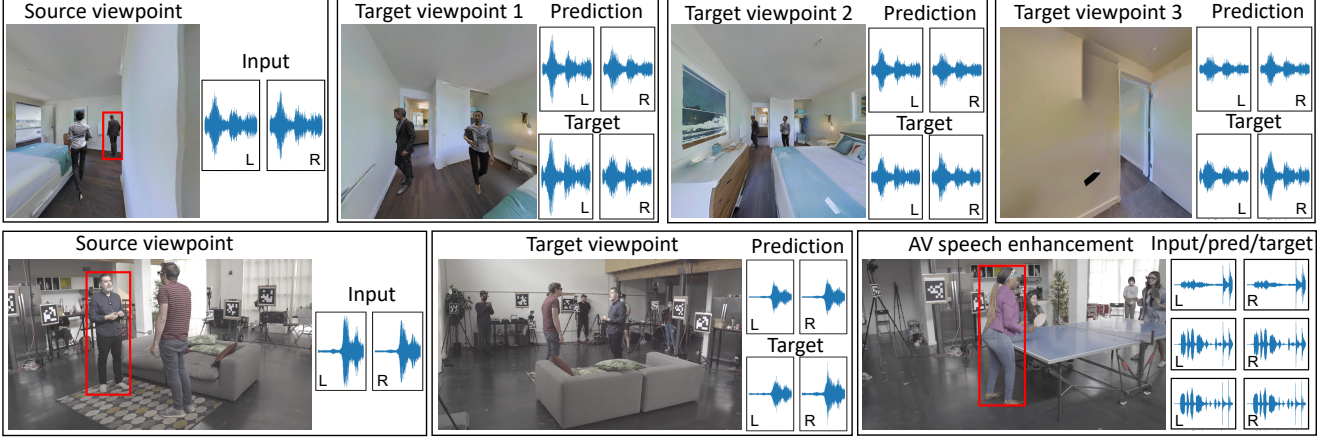 Source viewpoint
Input
L
R
Target viewpoint 1
Prediction
L
R
Target
L
R
Target viewpoint 2
Prediction
L
R
Target
L
R
Target viewpoint 3
Prediction
L
R
Target
L
R
Source viewpoint
Input
L
R
Target viewpoint
Prediction
L
R
Target
L
R
AV speech enhancement
Input/pred/target
L
R
L
R
L
R